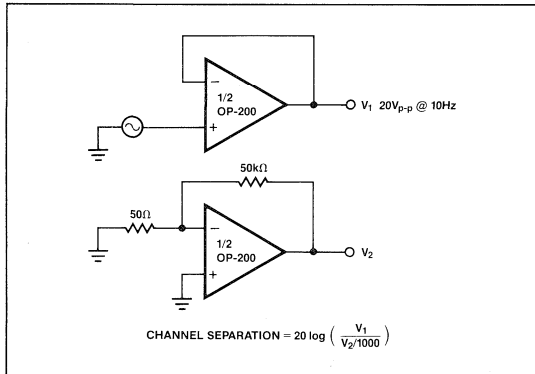 −
1/2
OP-200
+
V1 20Vp-p @ 10Hz
50kΩ
50Ω
−
1/2
OP-200
+
V2
CHANNEL SEPARATION = 20 log ( V1 / V2/1000 )